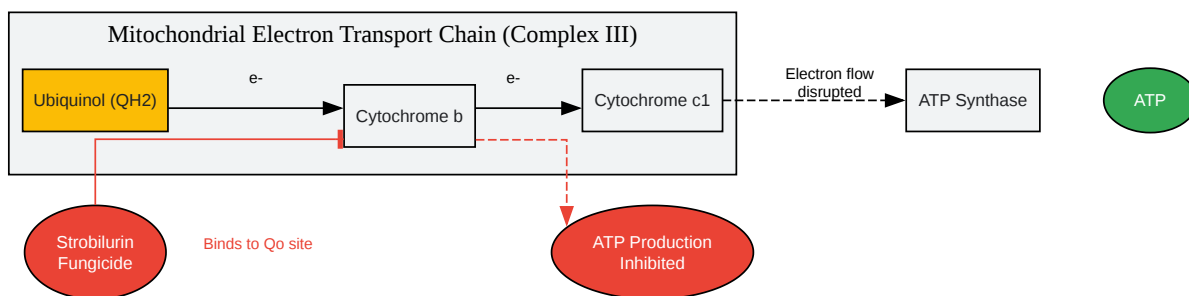 Mitochondrial Electron Transport Chain (Complex III)
Ubiquinol (QH2)
e-
Cytochrome b
e-
Cytochrome c1
Electron flow
disrupted
ATP Synthase
ATP
Strobilurin
Fungicide
Binds to Qo site
ATP Production
Inhibited